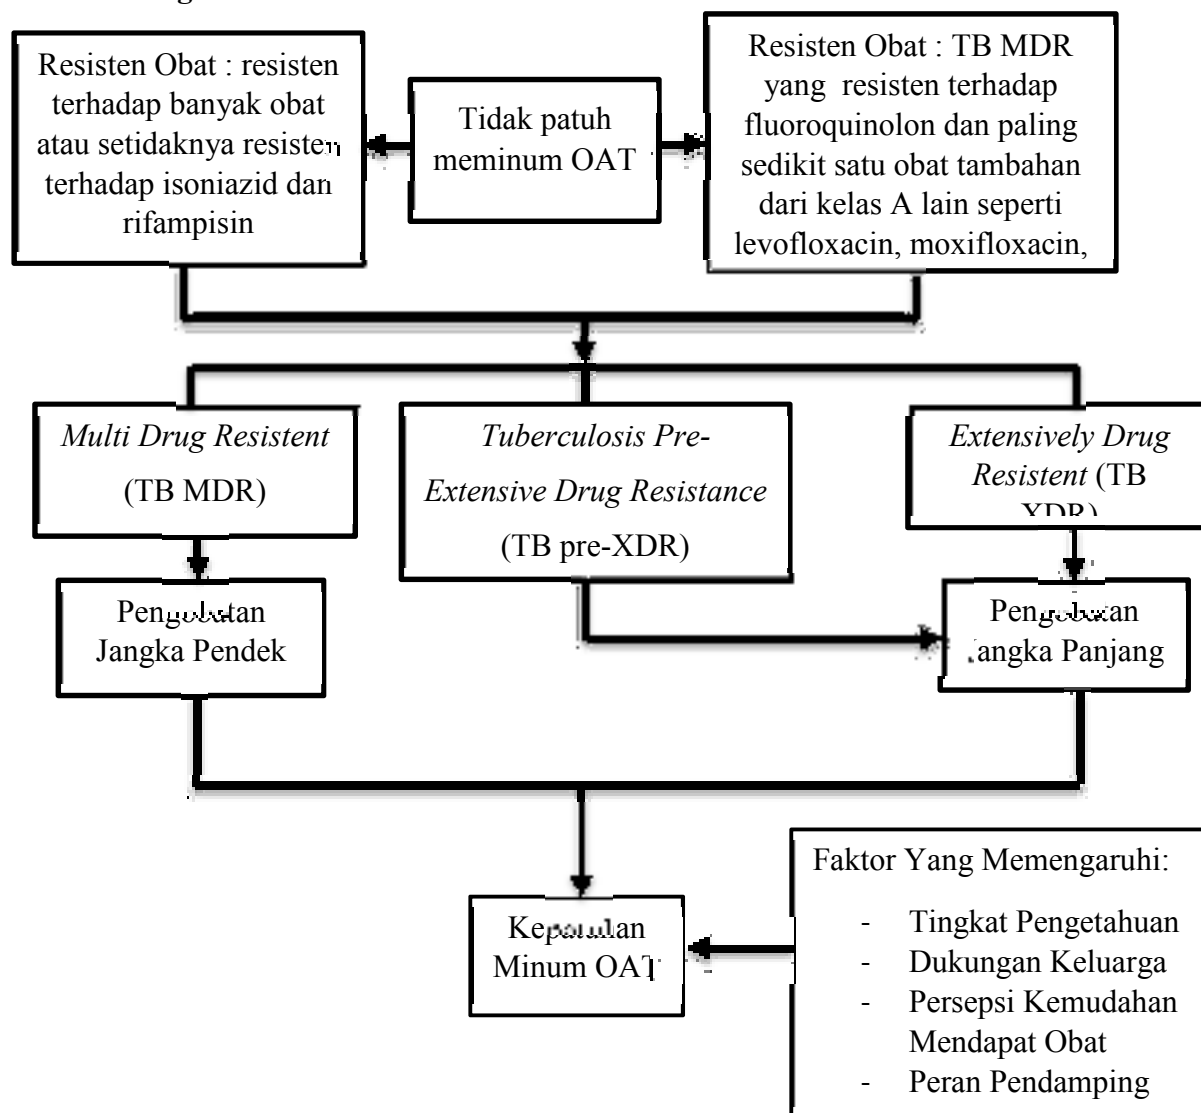 Resisten Obat : resisten
terhadap banyak obat
atau setidaknya resisten
terhadap isoniazid dan
rifampisin
Tidak patuh
meminum OAT
Resisten Obat : TB MDR
yang resisten terhadap
fluoroquinolon dan paling
sedikit satu obat tambahan
dari kelas A lain seperti
levofloxacin, moxifloxacin,
Multi Drug Resistent
(TB MDR)
Tuberculosis Pre-
Extensive Drug Resistance
(TB pre-XDR)
Extensively Drug
Resistent (TB
XDR)
Pengobatan
Jangka Pendek
Pengobatan
Jangka Panjang
Kepatuhan
Minum OAT
Faktor Yang Memengaruhi:
- Tingkat Pengetahuan
- Dukungan Keluarga
- Persepsi Kemudahan
Mendapat Obat
- Peran Pendamping